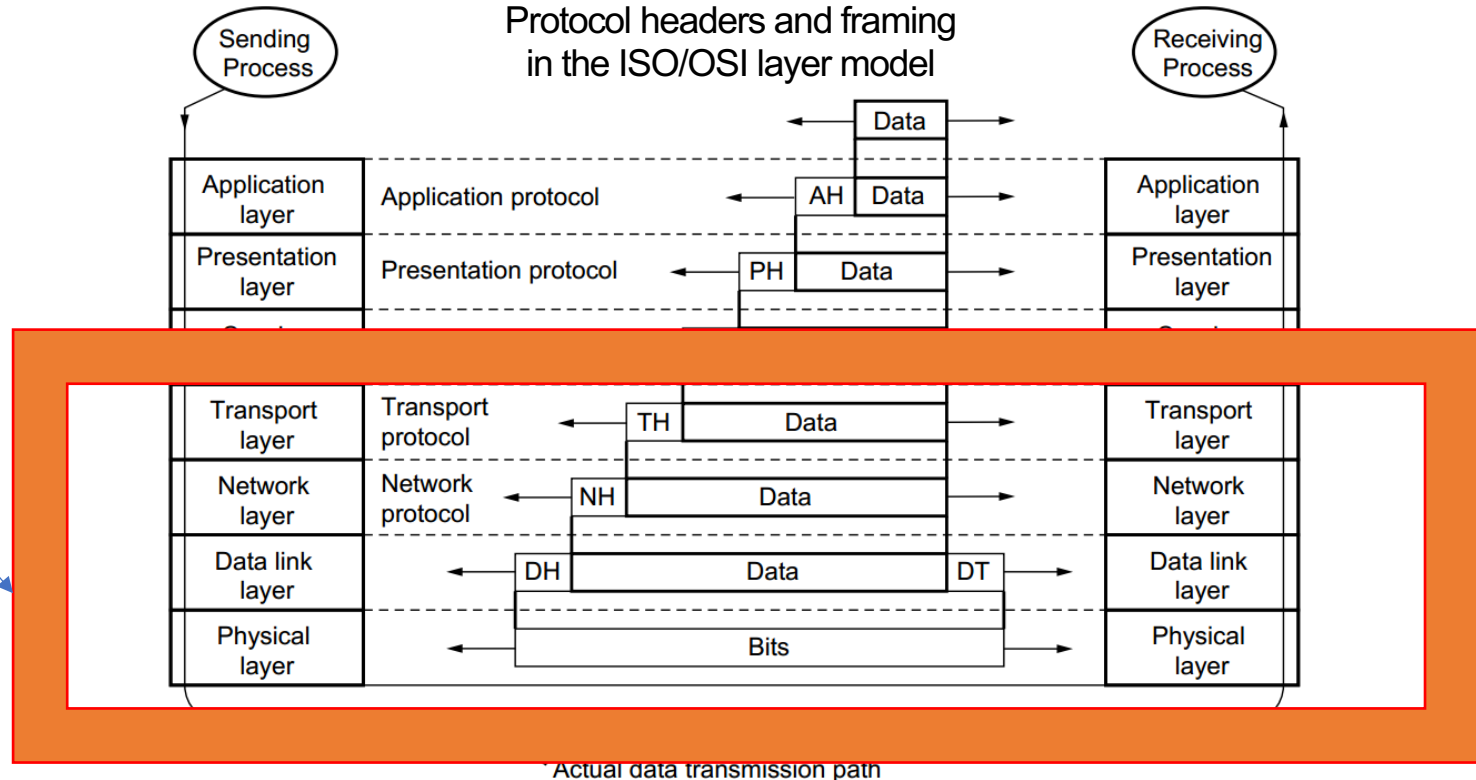 Protocol headers and framing
in the ISO/OSI layer model
Sending
Process
Receiving
Process
Data
Application
layer
Application protocol
AH
Data
Application
layer
Presentation
layer
Presentation protocol
PH
Data
Presentation
layer
Transport
layer
Transport
protocol
TH
Data
Transport
layer
Network
layer
Network
protocol
NH
Data
Network
layer
Data link
layer
DH
Data
DT
Data link
layer
Physical
layer
Bits
Physical
layer
Actual data transmission path